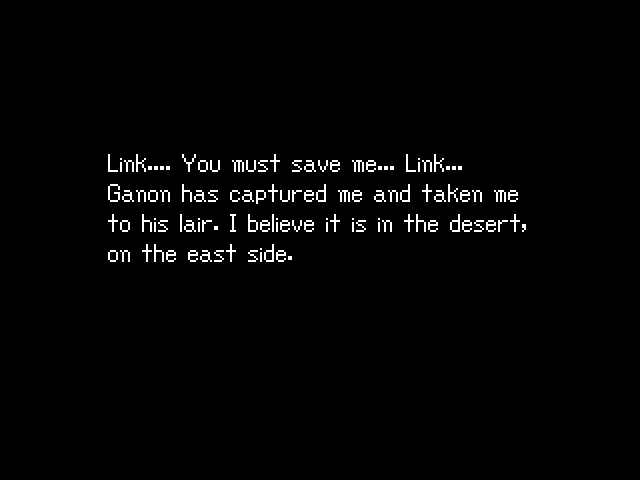 Link.... You must save me... Link...
Ganon has captured me and taken me
to his lair. I believe it is in the desert,
on the east side.